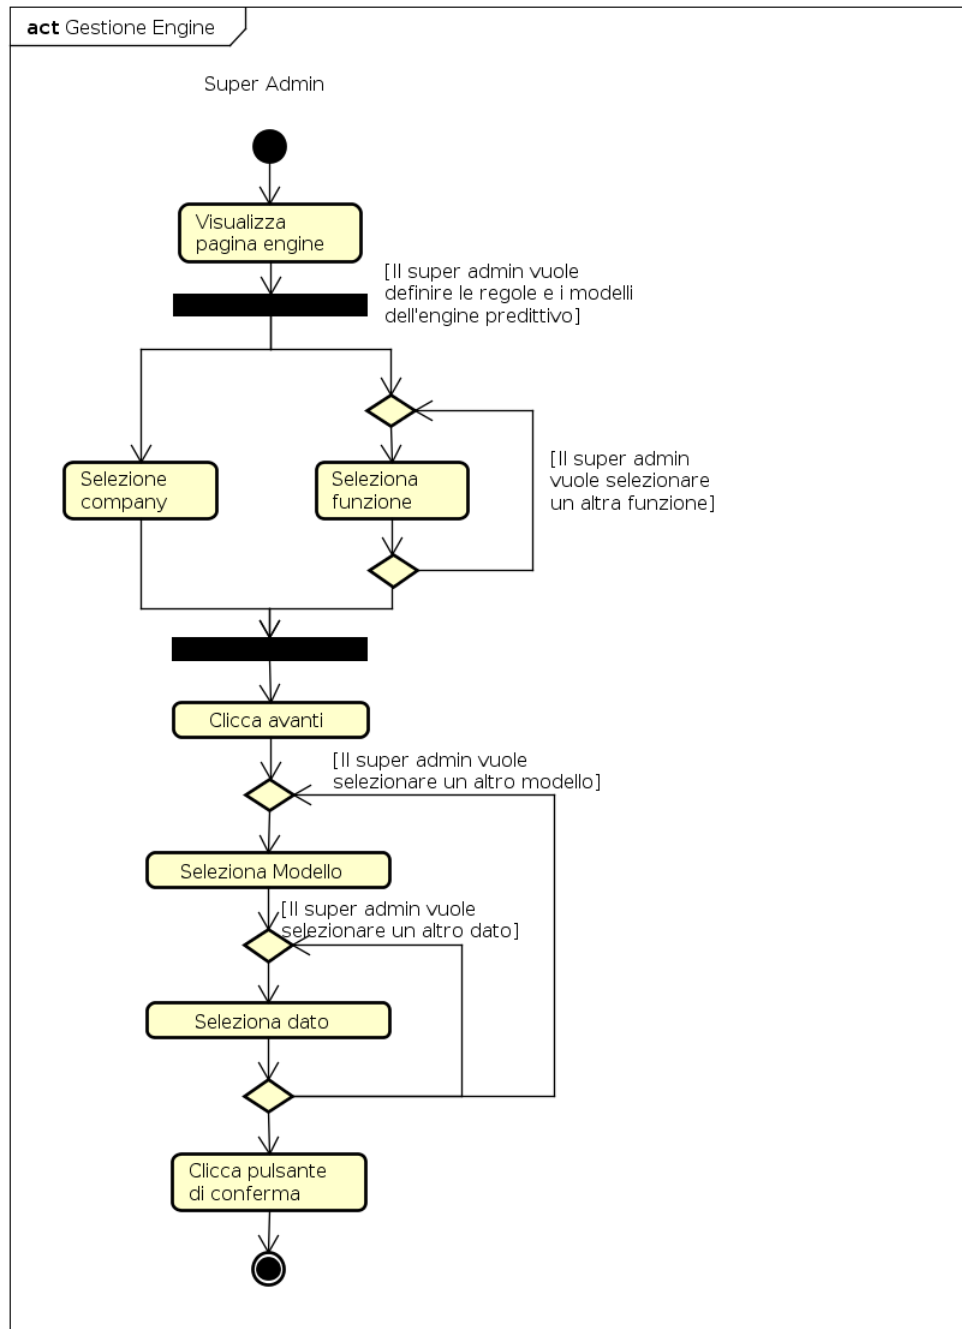 act Gestione Engine
Super Admin
Visualizza
pagina engine
[Il super admin vuole
definire le regole e i modelli
dell'engine predittivo]
Selezione
company
Seleziona
funzione
[Il super admin
vuole selezionare
un altra funzione]
Clicca avanti
[Il super admin vuole
selezionare un altro modello]
Seleziona Modello
[Il super admin vuole
selezionare un altro dato]
Seleziona dato
Clicca pulsante
di conferma